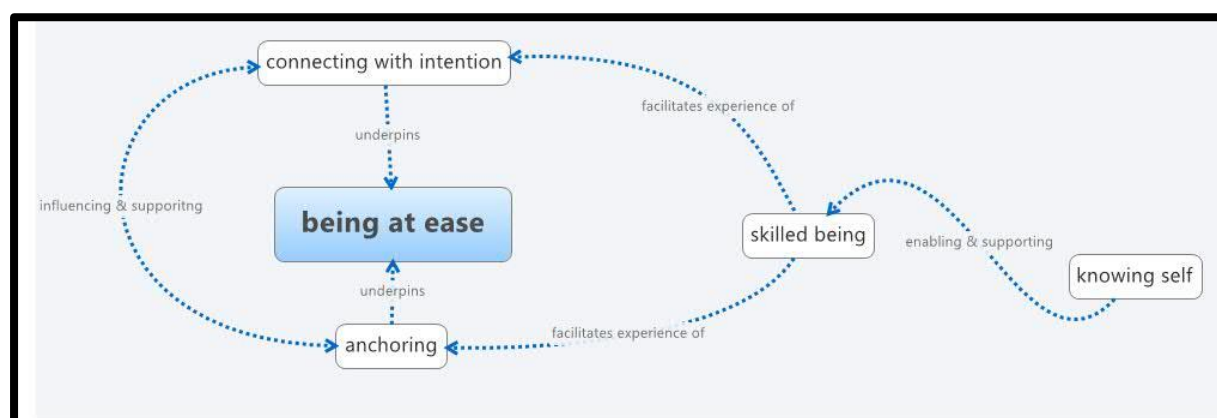 connecting with intention
facilitates experience of
underpins
influencing & supporitng
being at ease
skilled being
enabling & supporting
knowing self
underpins
facilitates experience of
anchoring